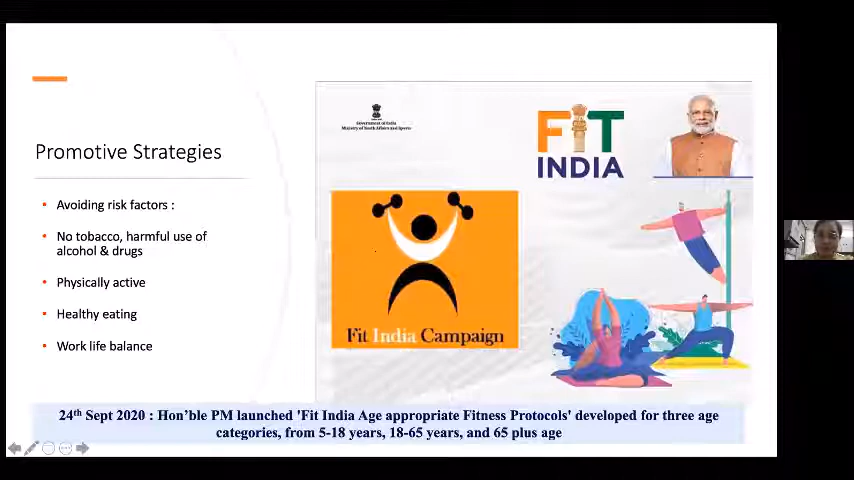 Promotive Strategies
• Avoiding risk factors :
• No tobacco, harmful use of
alcohol & drugs
• Physically active
• Healthy eating
• Work life balance
Government of India
Ministry of Youth Affairs and Sports
FIT
INDIA
Fit India Campaign
24th Sept 2020 : Hon'ble PM launched 'Fit India Age appropriate Fitness Protocols' developed for three age
categories, from 5-18 years, 18-65 years, and 65 plus age